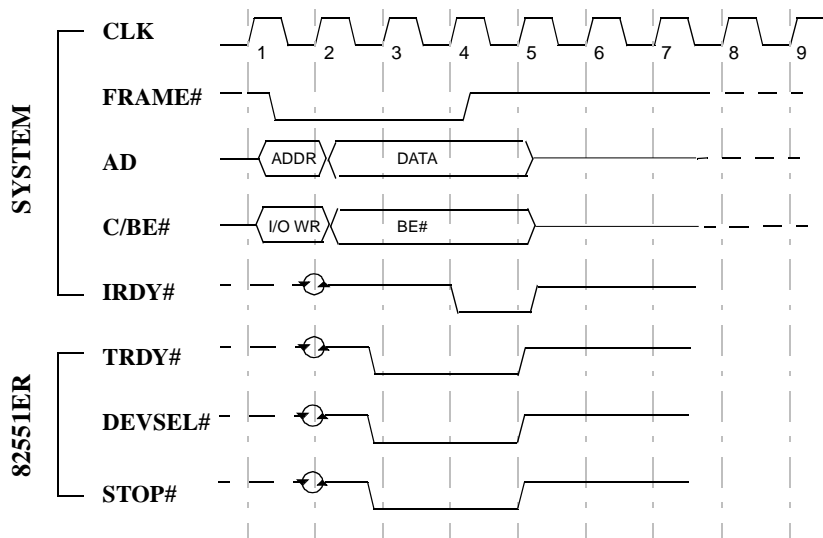 SYSTEM
CLK
1 2 3 4 5 6 7 8 9
FRAME#
AD
ADDR DATA
C/BE#
I/O WR BE#
IRDY#
82551ER
TRDY#
DEVSEL#
STOP#